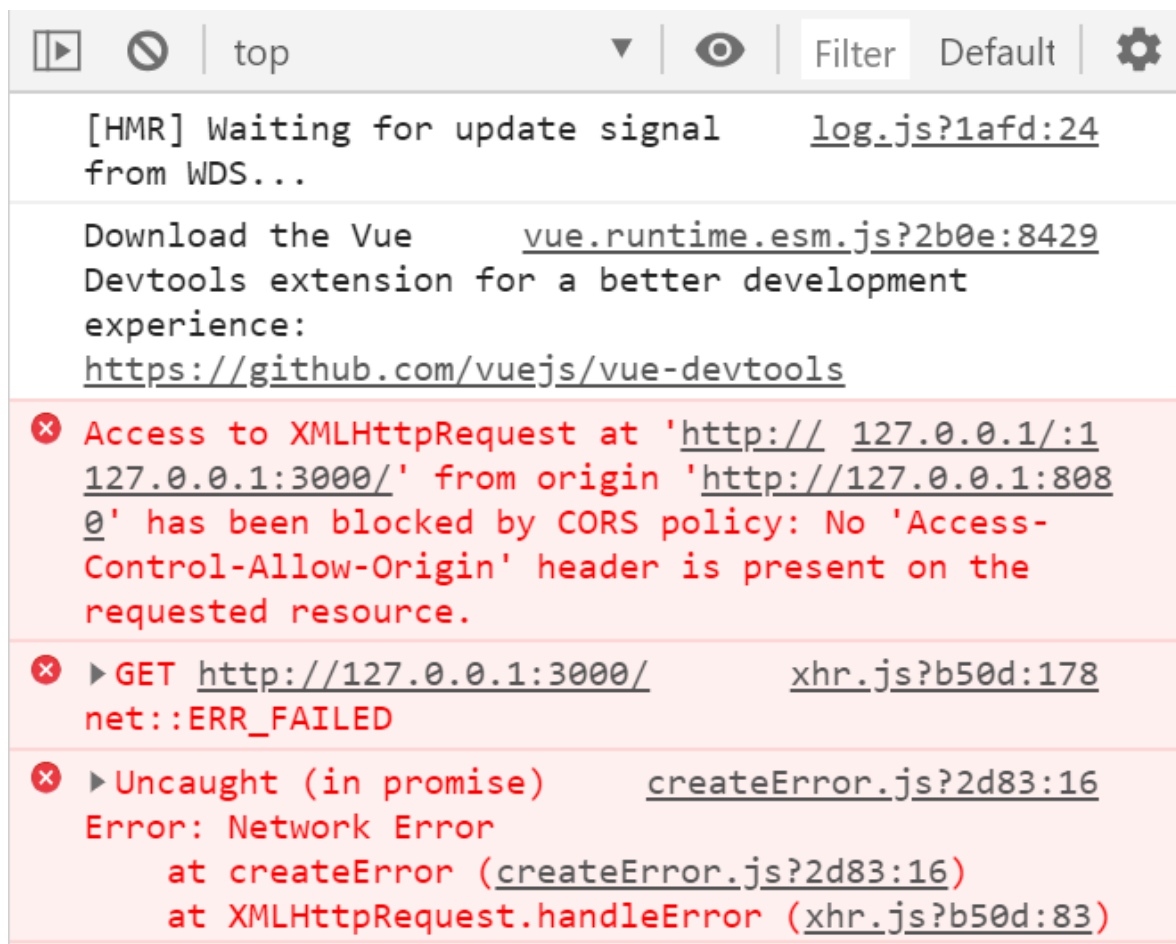 top ▼ Filter Default
[HMR] Waiting for update signal log.js?1afd:24
from WDS...
Download the Vue vue.runtime.esm.js?2b0e:8429
Devtools extension for a better development
experience:
https://github.com/vuejs/vue-devtools
Access to XMLHttpRequest at 'http:// 127.0.0.1/:1
127.0.0.1:3000/' from origin 'http://127.0.0.1:808
0' has been blocked by CORS policy: No 'Access-
Control-Allow-Origin' header is present on the
requested resource.
▶GET http://127.0.0.1:3000/ xhr.js?b50d:178
net::ERR_FAILED
▶Uncaught (in promise) createError.js?2d83:16
Error: Network Error
at createError (createError.js?2d83:16)
at XMLHttpRequest.handleError (xhr.js?b50d:83)